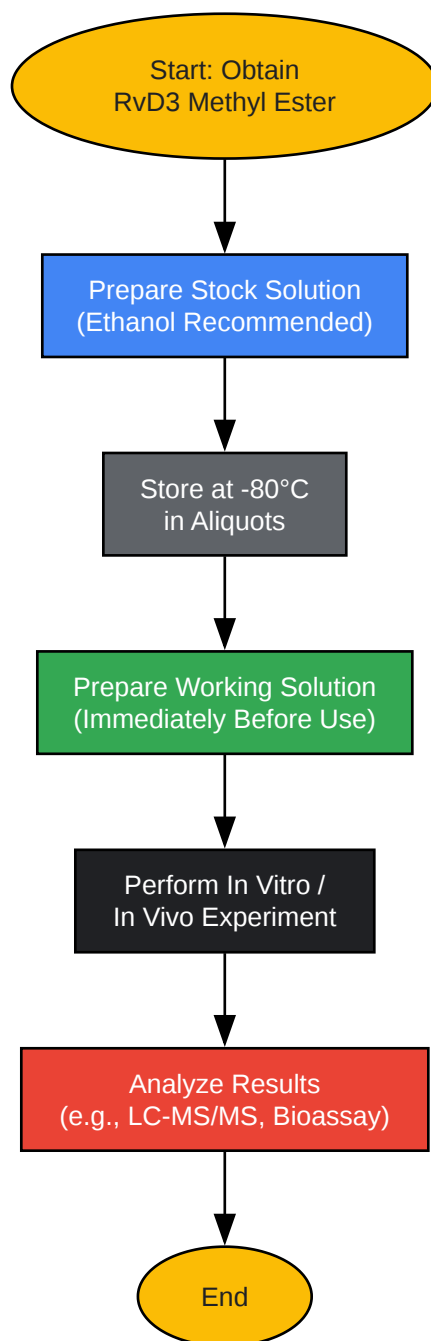 Start: Obtain
RvD3 Methyl Ester
Prepare Stock Solution
(Ethanol Recommended)
Store at -80°C
in Aliquots
Prepare Working Solution
(Immediately Before Use)
Perform In Vitro /
In Vivo Experiment
Analyze Results
(e.g., LC-MS/MS, Bioassay)
End